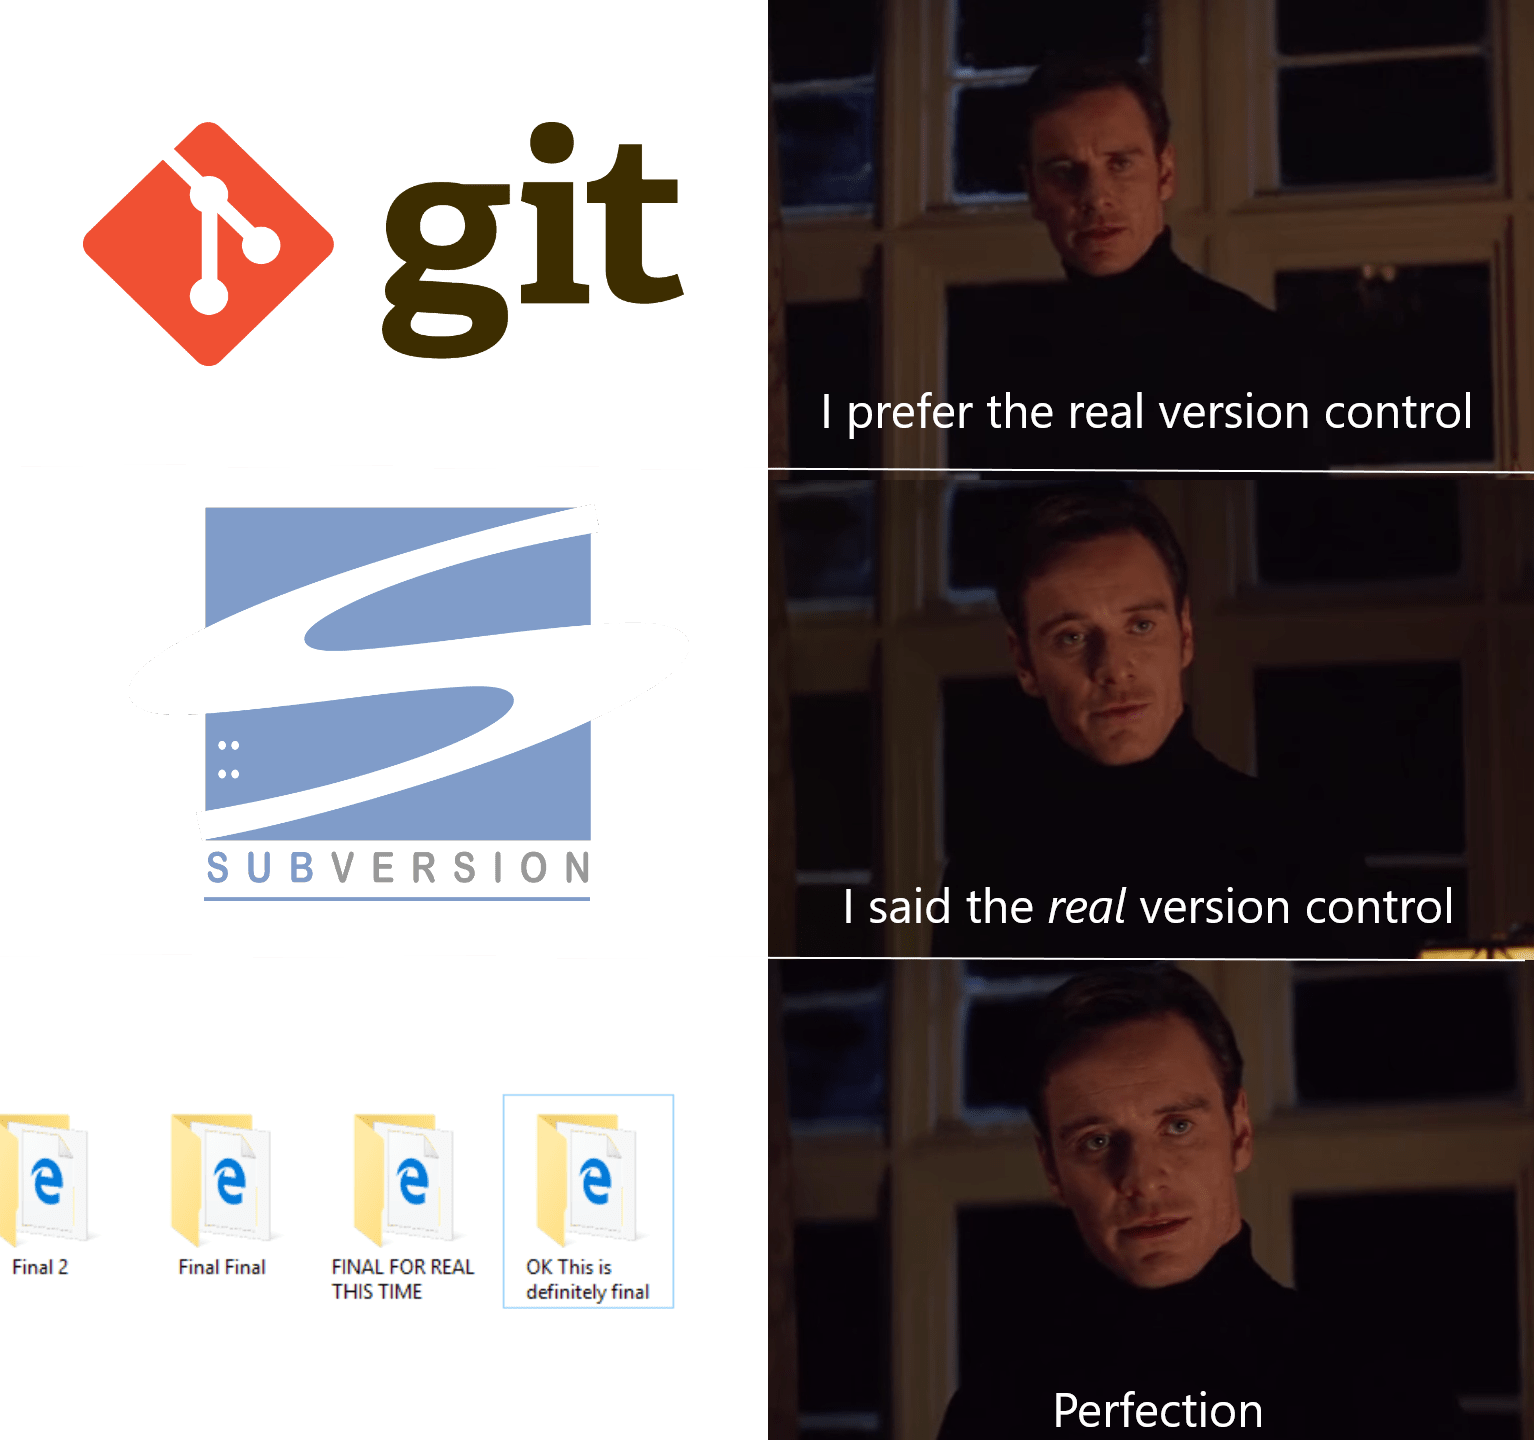 git
I prefer the real version control
SUBVERSION
I said the real version control
Final 2
Final Final
FINAL FOR REAL
THIS TIME
OK This is
definitely final
Perfection